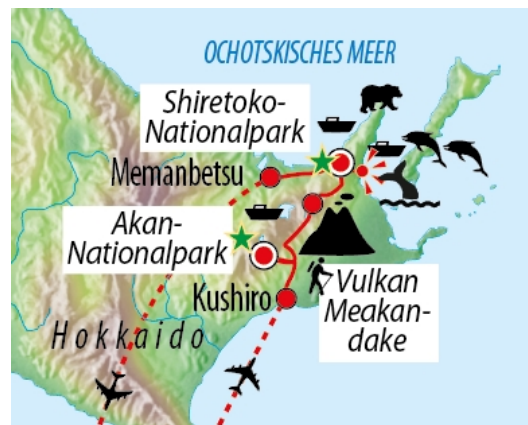 OCHOTSKISCHES MEER
Shiretoko-
Nationalpark
Memanbetsu
Akan-
Nationalpark
Kushiro
Vulkan
Meakan-
dake
Hokkaido